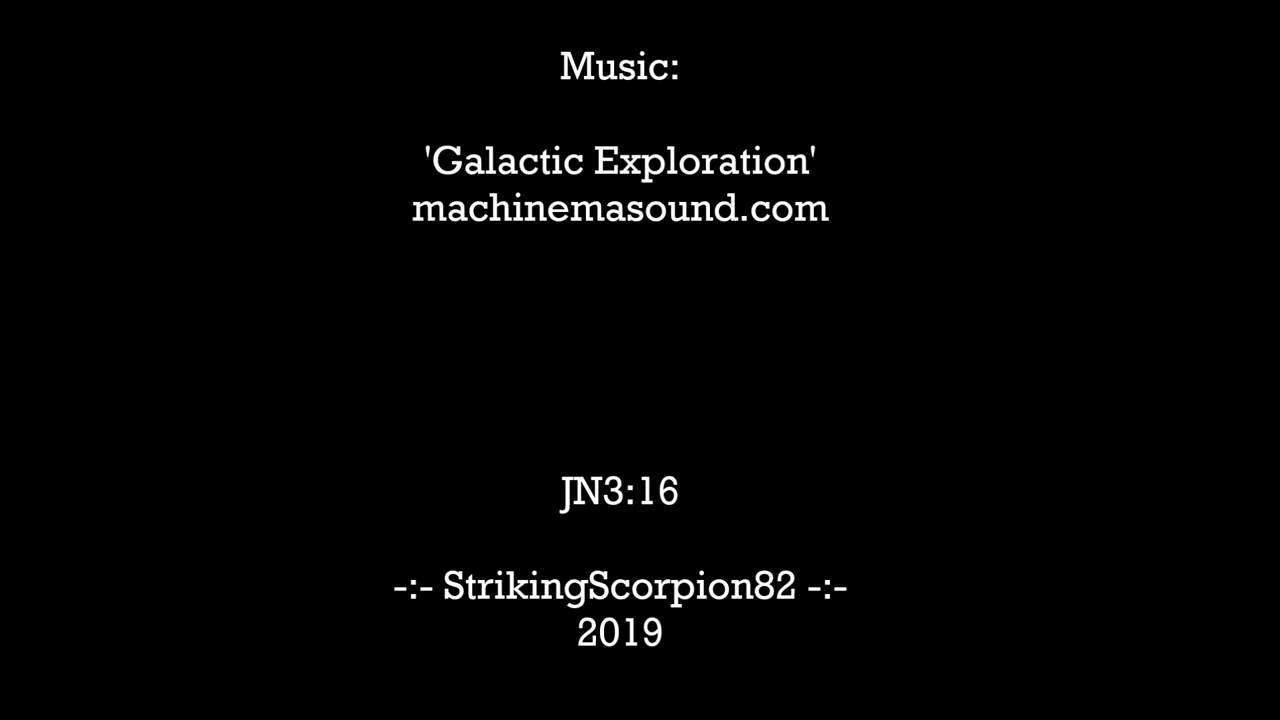 Music:
'Galactic Exploration'
machinemasound.com
JN3:16
-:- StrikingScorpion82 -:-
2019